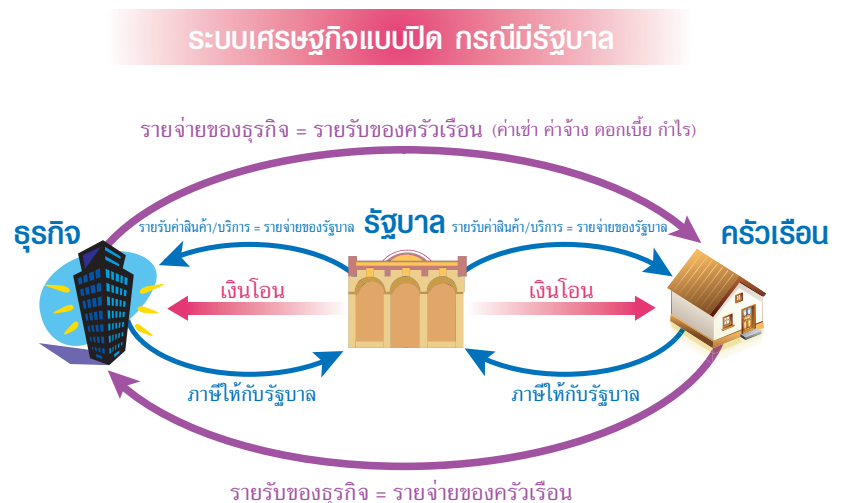 ระบบเศรษฐกิจแบบปิด กรณีมีรัฐบาล
รายจ่ายของธุรกิจ = รายรับของครัวเรือน (ค่าเช่า ค่าจ้าง ดอกเบี้ย กำไร)
ธุรกิจ
รายรับค่าสินค้า/บริการ = รายจ่ายของรัฐบาล
รัฐบาล
รายรับค่าสินค้า/บริการ = รายจ่ายของรัฐบาล
ครัวเรือน
เงินโอน
เงินโอน
ภาษีให้กับรัฐบาล
ภาษีให้กับรัฐบาล
รายรับของธุรกิจ = รายจ่ายของครัวเรือน